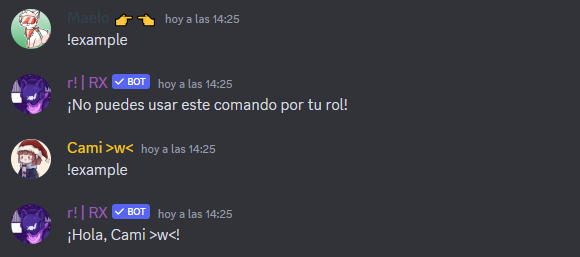 Maelo 👉 👈 hoy a las 14:25
!example
r! | RX ✓ BOT hoy a las 14:25
¡No puedes usar este comando por tu rol!
Cami >w< hoy a las 14:25
!example
r! | RX ✓ BOT hoy a las 14:25
¡Hola, Cami >w<!